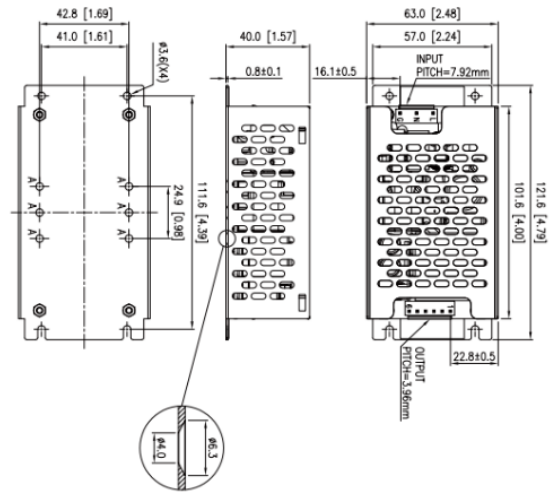 42.8 [1.69]
41.0 [1.61]
ø3.6(X4)
A
A
A
A
A
A
24.9 [0.98]
111.6 [4.39]
40.0 [1.57]
0.8±0.1
ø4.0
ø6.3
63.0 [2.48]
57.0 [2.24]
16.1±0.5
INPUT
PITCH=7.92mm
G N L
101.6 [4.00]
121.6 [4.79]
22.8±0.5
OUTPUT
PITCH=3.96mm